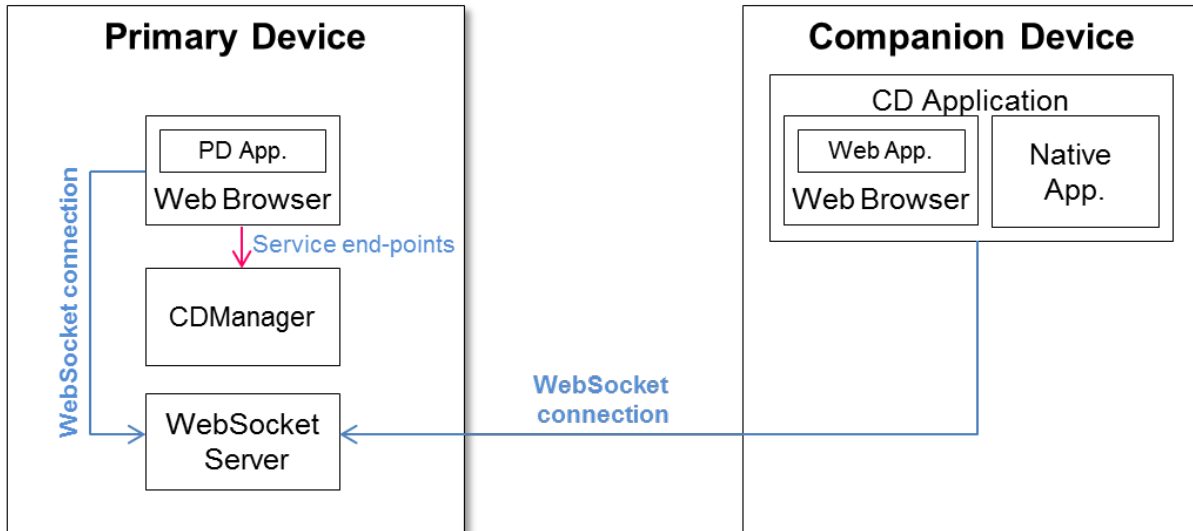 Primary Device
PD App.
Web Browser
Service end-points
CDManager
WebSocket
Server
WebSocket connection
WebSocket
connection
Companion Device
CD Application
Web App.
Web Browser
Native
App.